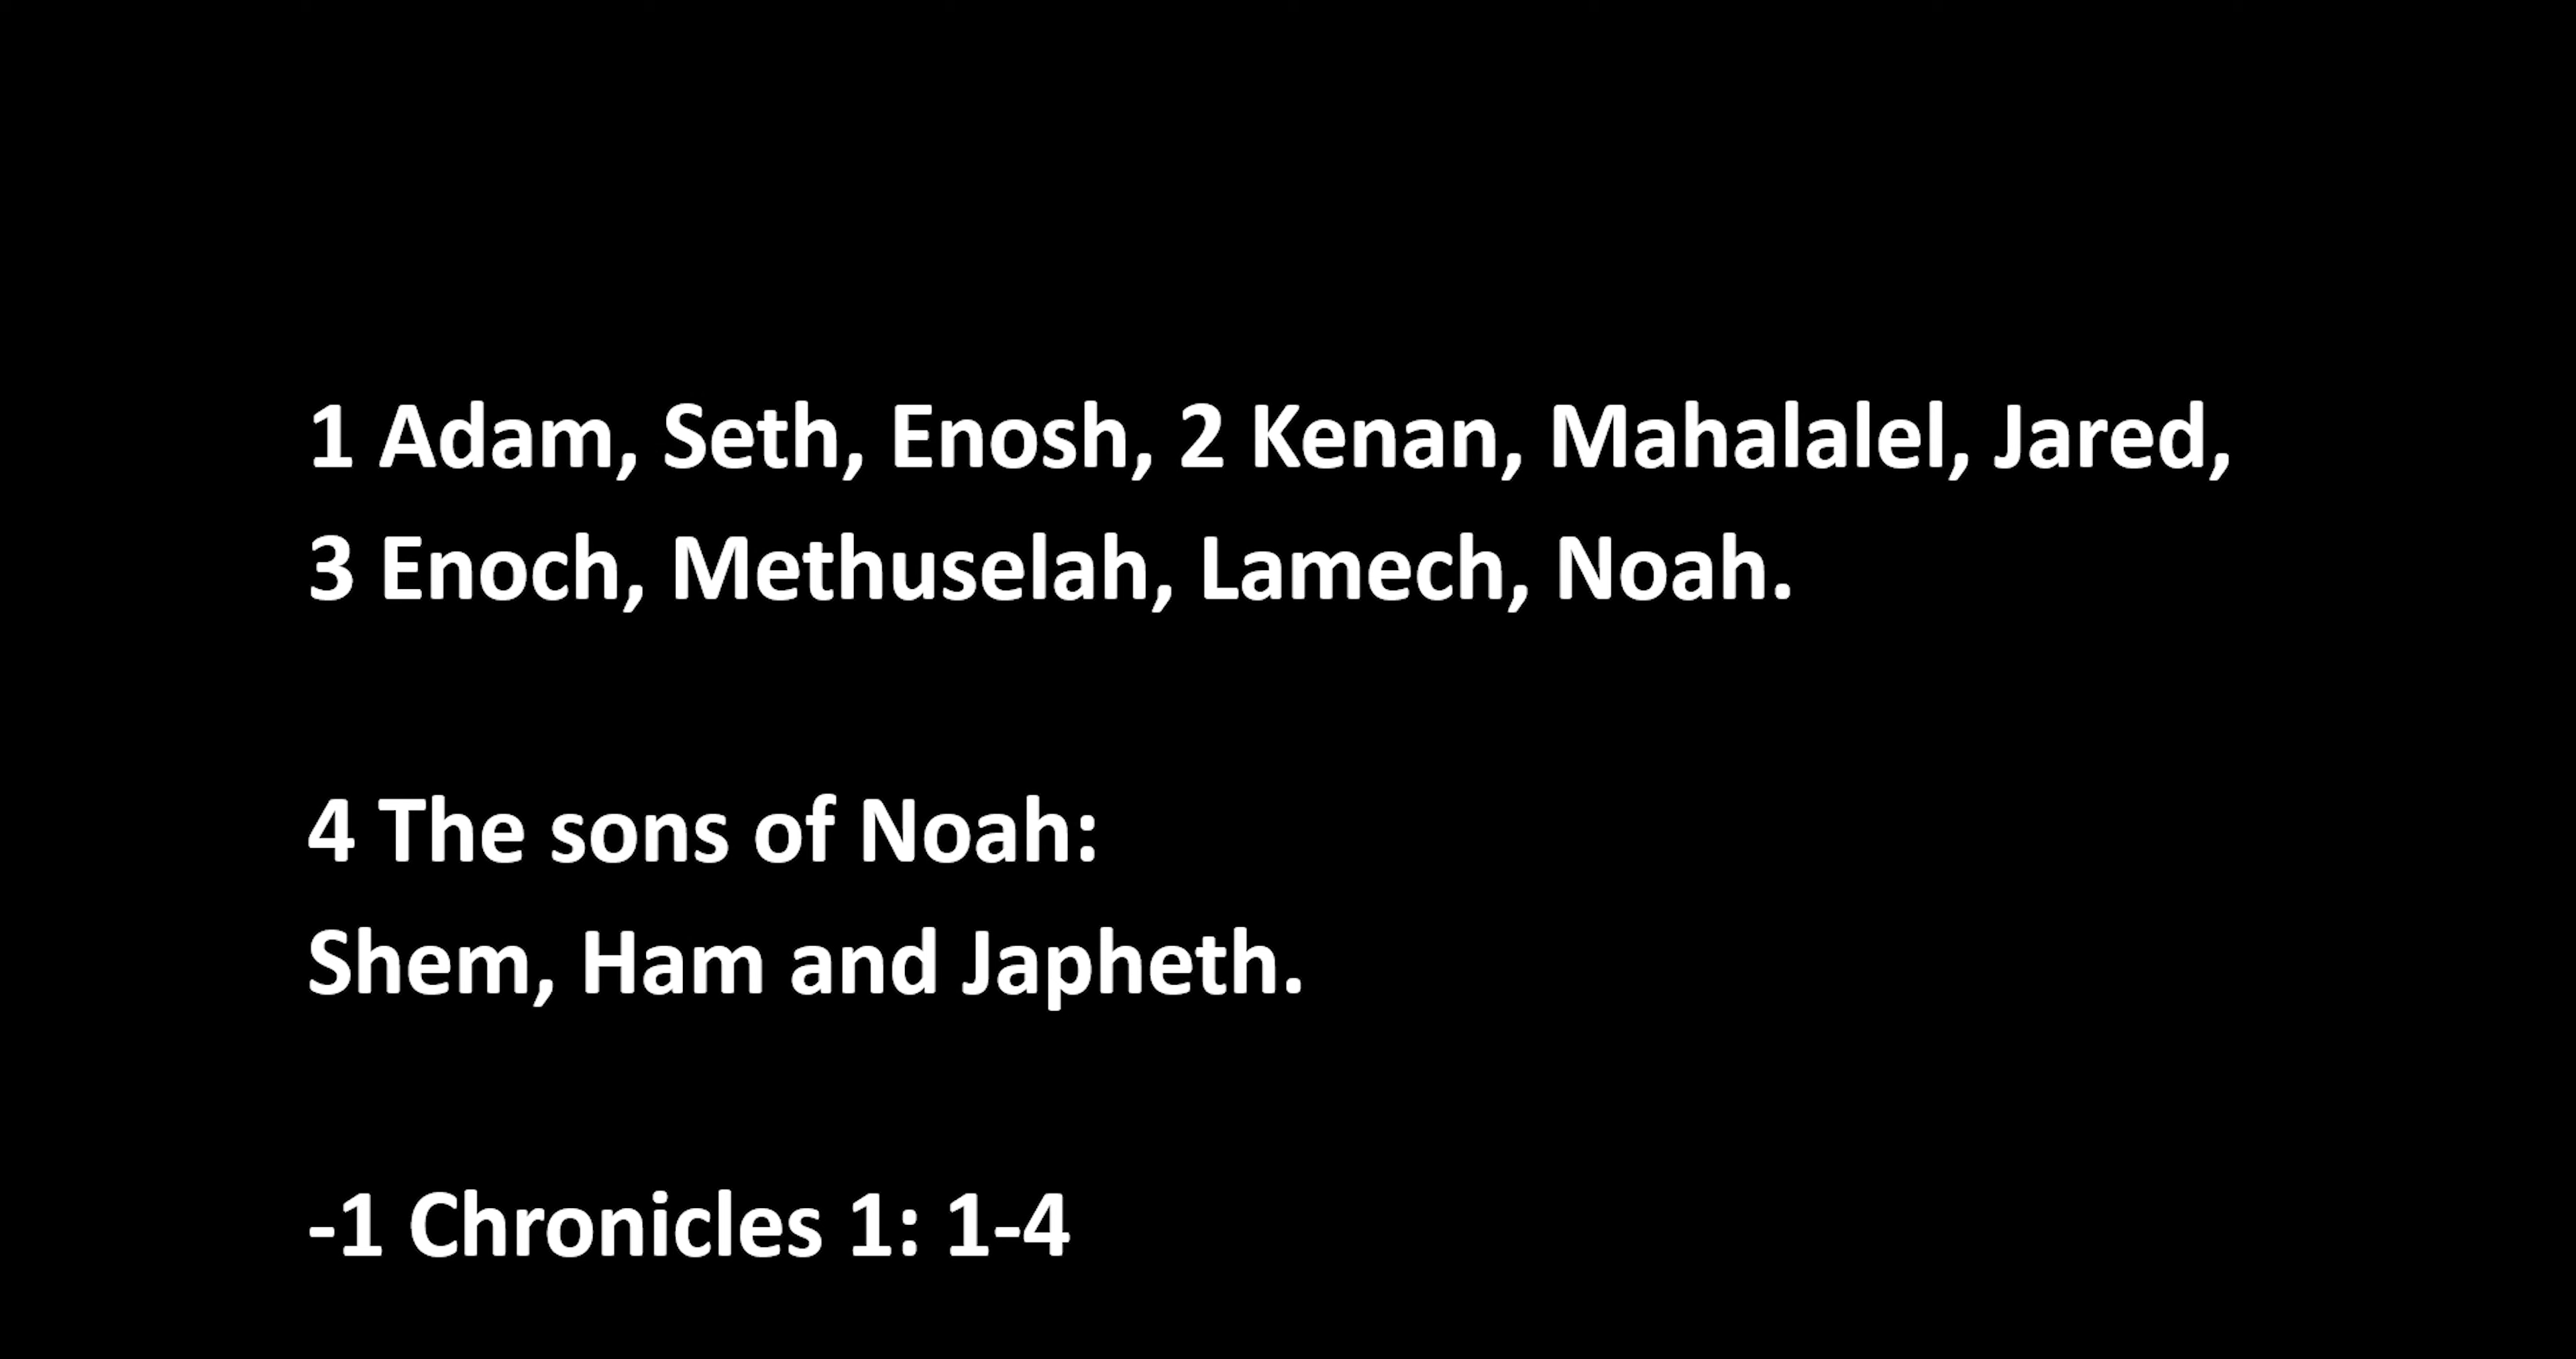 1 Adam, Seth, Enosh, 2 Kenan, Mahalalel, Jared,
3 Enoch, Methuselah, Lamech, Noah.
4 The sons of Noah:
Shem, Ham and Japheth.
-1 Chronicles 1: 1-4